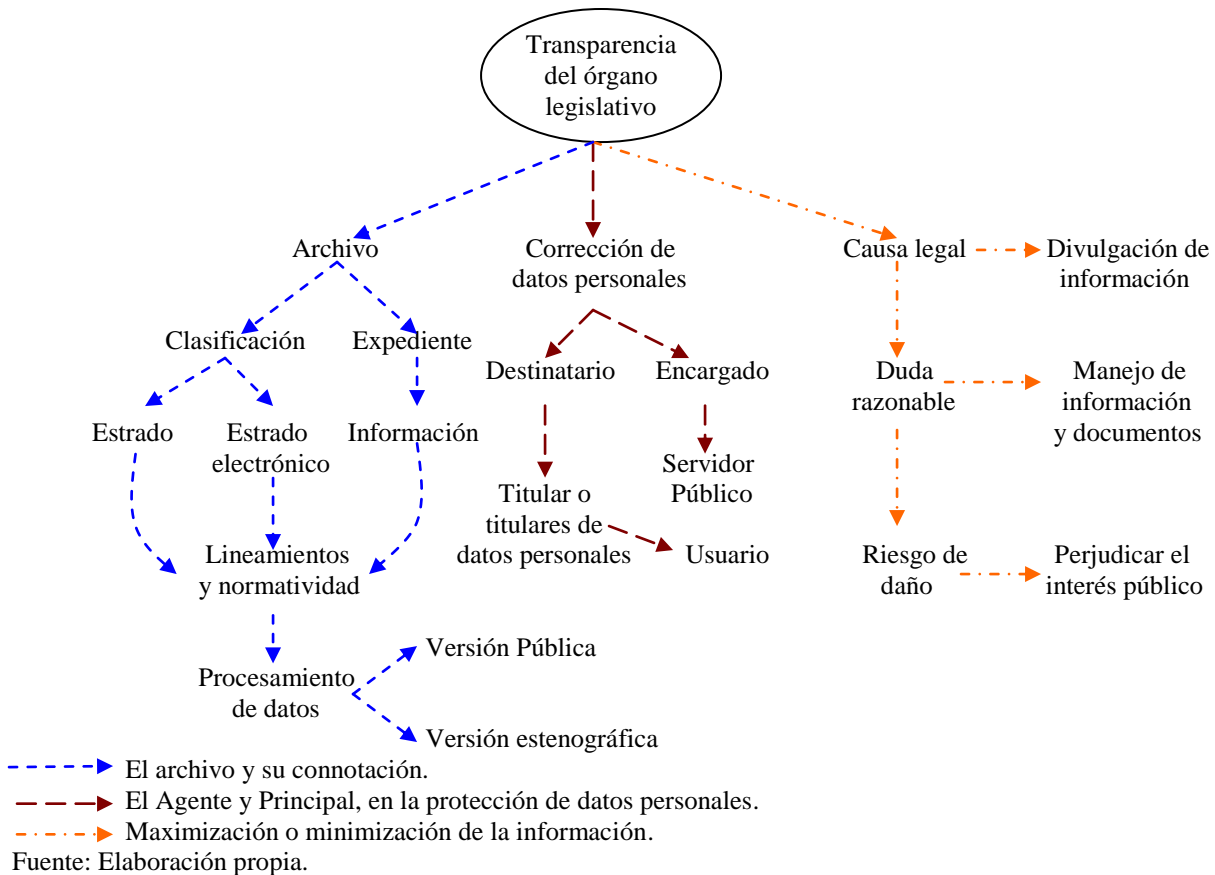 Transparencia
del órgano
legislativo
Archivo
Corrección de
datos personales
Causa legal
Divulgación de
información
Clasificación
Expediente
Destinatario
Encargado
Duda
razonable
Manejo de
información
y documentos
Estrado
Estrado
electrónico
Información
Servidor
Público
Titular o
titulares de
datos personales
Usuario
Lineamientos
y normatividad
Riesgo de
daño
Perjudicar el
interés público
Versión Pública
Procesamiento
de datos
Versión estenográfica
El archivo y su connotación.
El Agente y Principal, en la protección de datos personales.
Maximización o minimización de la información.
Fuente: Elaboración propia.